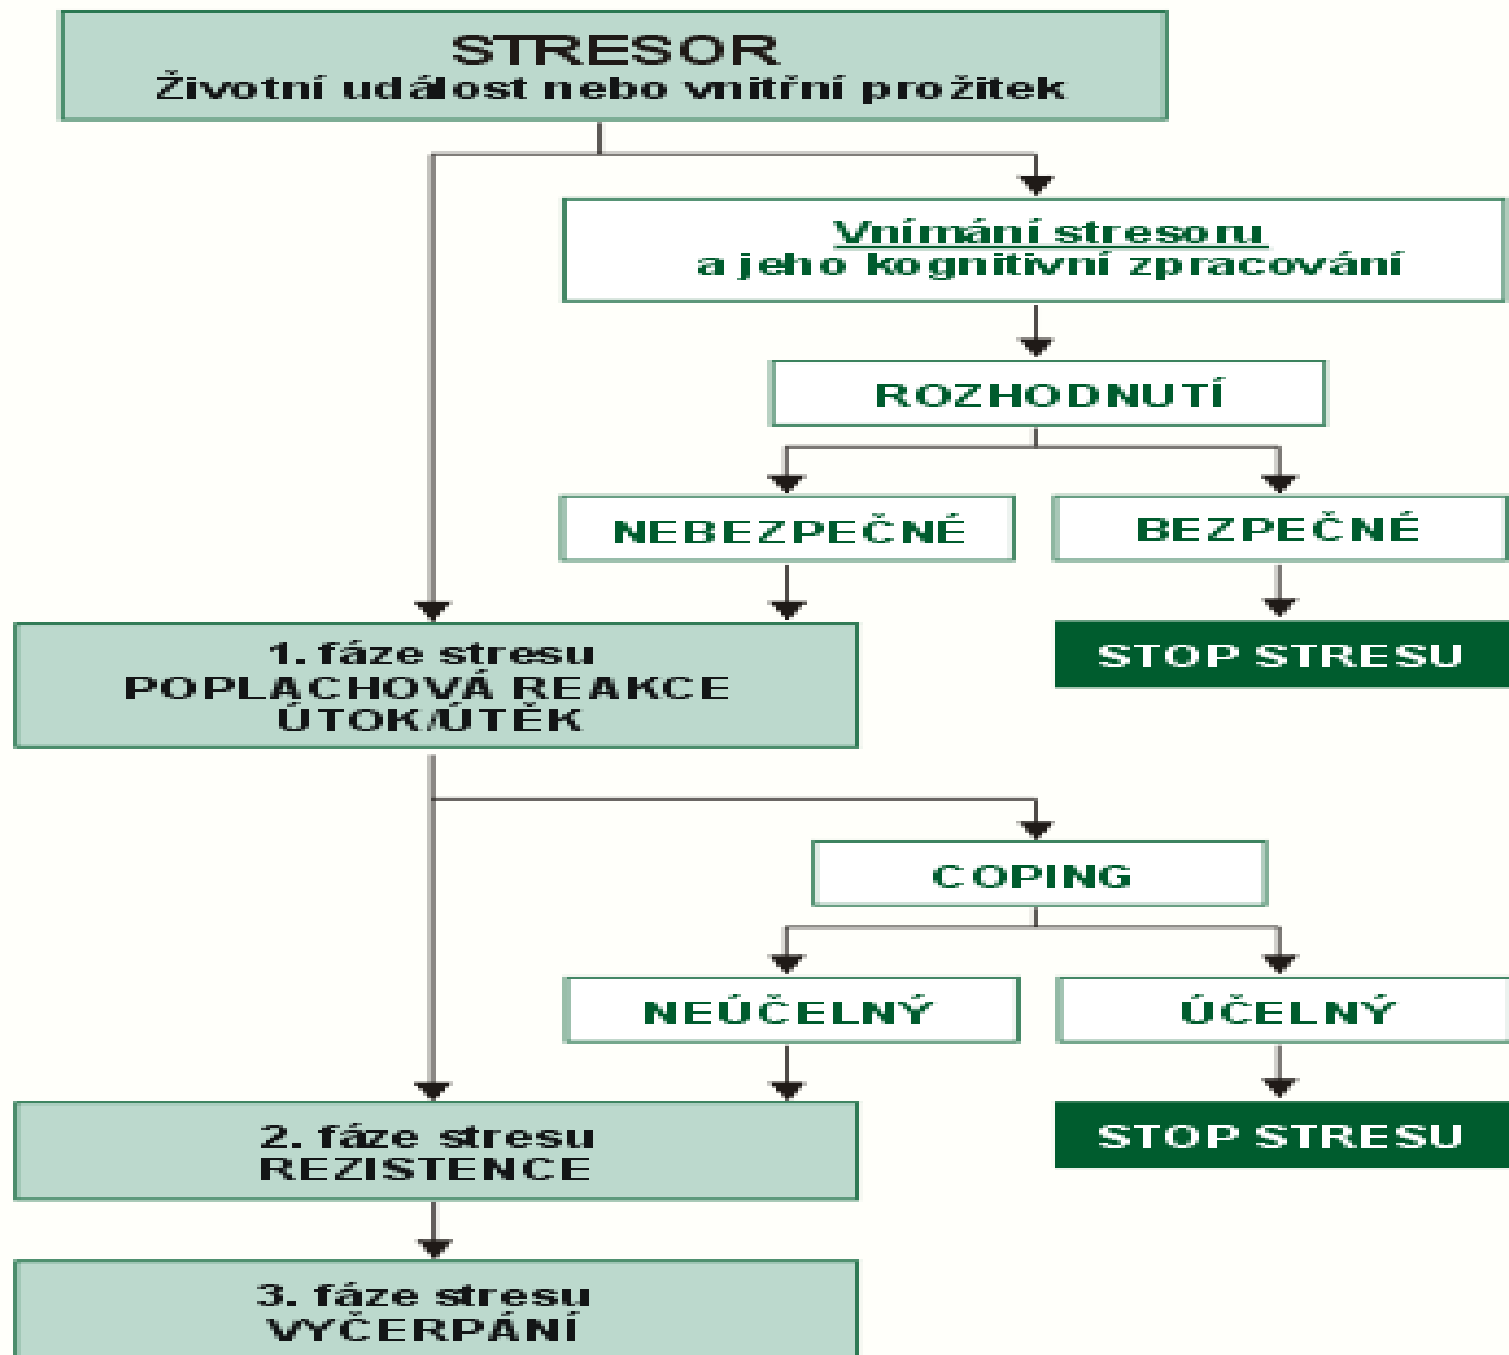 STRESOR
Životní událost nebo vnitřní prožitek
Vnímání stresoru
a jeho kognitivní zpracování
ROZHODNUTÍ
NEBEZPEČNÉ
BEZPEČNÉ
1. fáze stresu
POPLACHOVÁ REAKCE
ÚTOK/ÚTĚK
STOP STRESU
COPING
NEÚČELNÝ
ÚČELNÝ
2. fáze stresu
REZISTENCE
STOP STRESU
3. fáze stresu
VYČERPÁNÍ